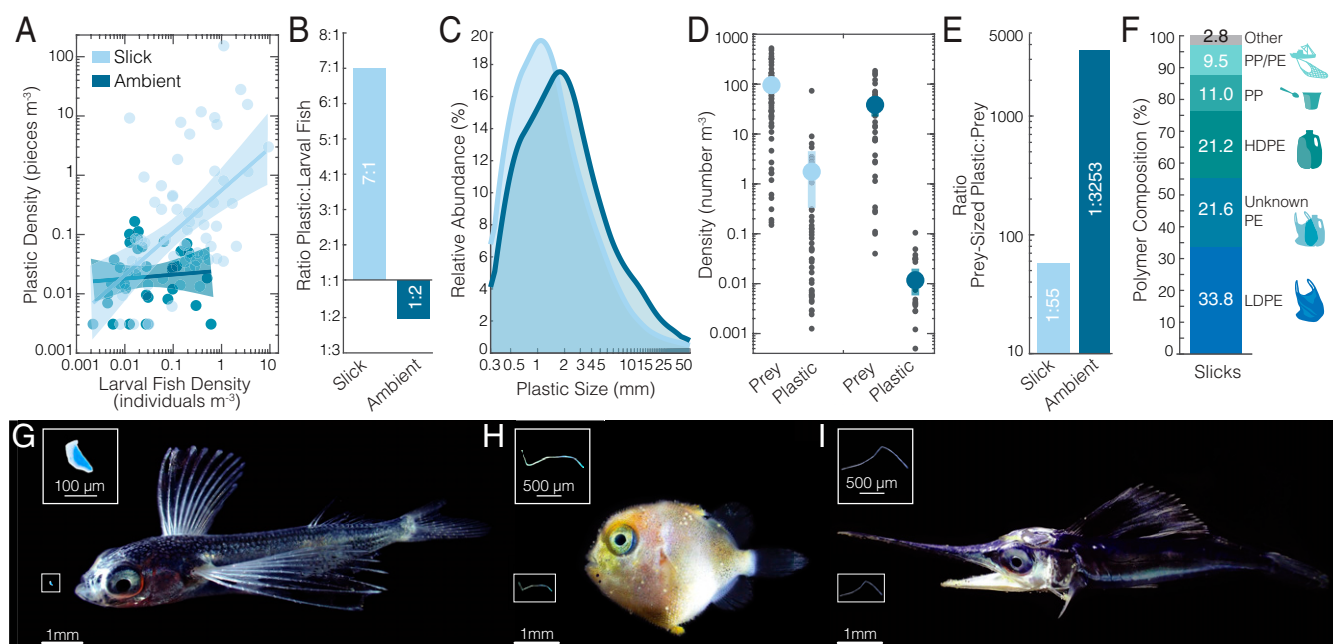 A
Plastic Density (pieces m⁻³)
100
10
1
0.1
0.01
0.001
Slick
Ambient
0.001
0.01
0.1
1
10
Larval Fish Density
(individuals m⁻³)
B
Ratio Plastic:Larval Fish
8:1
7:1
6:1
5:1
4:1
3:1
2:1
1:1
1:2
1:3
7:1
1:2
Slick
Ambient
C
Relative Abundance (%)
20
18
16
14
12
10
8
6
4
2
0
0.3
0.5
1
2
3
4
5
10
15
25
50
Plastic Size (mm)
D
Density (number m⁻³)
1000
100
10
1
0.1
0.01
0.001
Prey
Plastic
Prey
Plastic
E
Ratio
Prey-Sized Plastic:Prey
5000
1000
100
10
1:55
1:3253
Slick
Ambient
F
Polymer Composition (%)
100
90
80
70
60
50
40
30
20
10
0
2.8
Other
9.5
PP/PE
11.0
PP
21.2
HDPE
21.6
Unknown
PE
33.8
LDPE
Slicks
G
100 µm
1mm
H
500 µm
1mm
I
500 µm
1mm